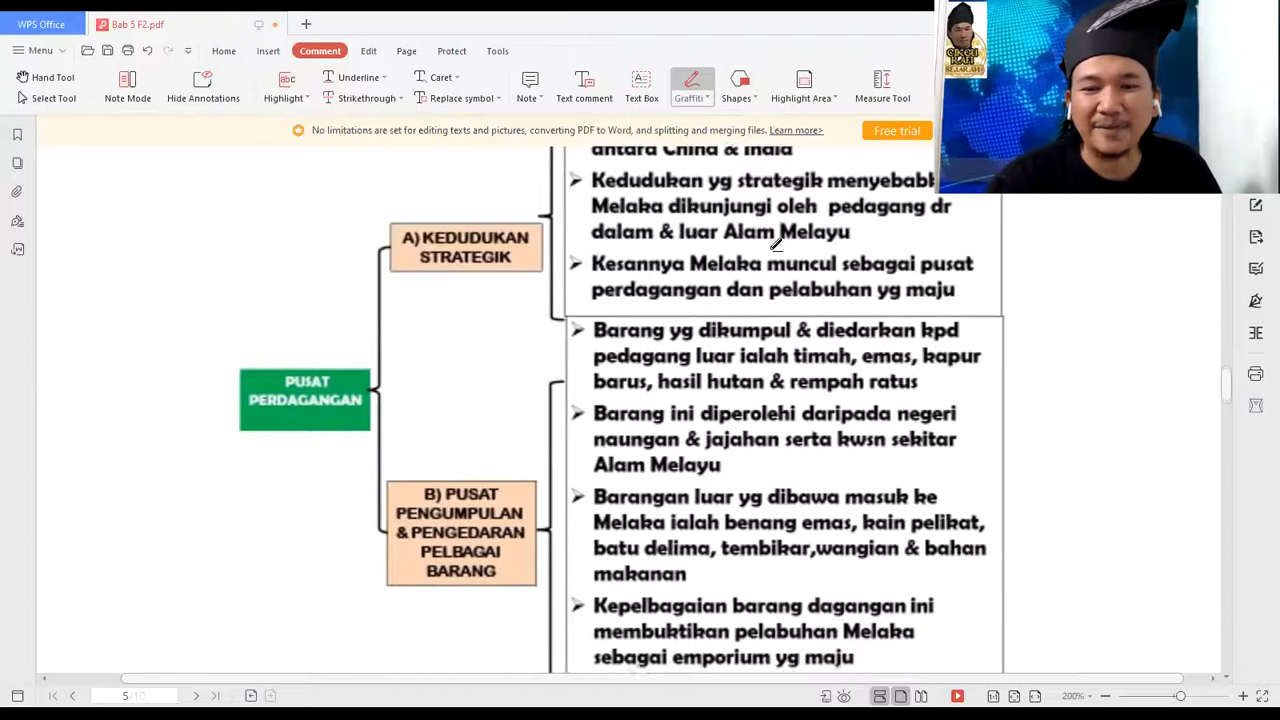 WPS Office
Bab 5 F2.pdf
Menu
Home
Insert
Comment
Edit
Page
Protect
Tools
Hand Tool
Select Tool
Note Mode
Hide Annotations
Highlight
Underline
Strikethrough
Caret
Replace symbol
Note
Text comment
Text Box
Graffiti
Shapes
Highlight Area
Measure Tool
No limitations are set for editing texts and pictures, converting PDF to Word, and splitting and merging files. Learn more>
Free trial
CIKGU
RAFI
SEJARAH
PUSAT
PERDAGANGAN
A) KEDUDUKAN
STRATEGIK
antara China & India
Kedudukan yg strategik menyebabk
Melaka dikunjungi oleh pedagang dr
dalam & luar Alam Melayu
Kesannya Melaka muncul sebagai pusat
perdagangan dan pelabuhan yg maju
B) PUSAT
PENGUMPULAN
& PENGEDARAN
PELBAGAI
BARANG
Barang yg dikumpul & diedarkan kpd
pedagang luar ialah timah, emas, kapur
barus, hasil hutan & rempah ratus
Barang ini diperolehi daripada negeri
naungan & jajahan serta kwsn sekitar
Alam Melayu
Barangan luar yg dibawa masuk ke
Melaka ialah benang emas, kain pelikat,
batu delima, tembikar,wangian & bahan
makanan
Kepelbagaian barang dagangan ini
membuktikan pelabuhan Melaka
sebagai emporium yg maju
5/10
200%